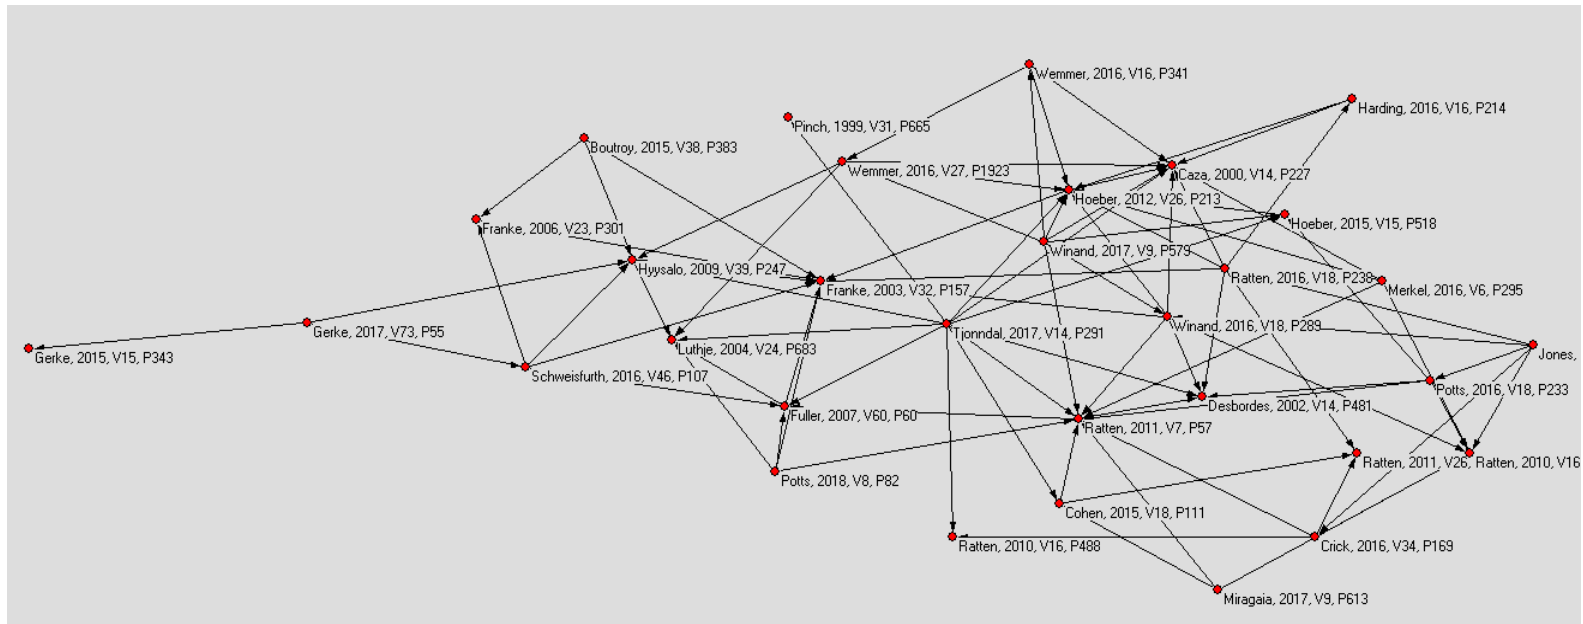 Wemmer, 2016, V16, P341
Harding, 2016, V16, P214
Pinch, 1999, V31, P665
Boutroy, 2015, V38, P383
Wemmer, 2016, V27, P1923
Caza, 2000, V14, P227
Hoeber, 2012, V26, P213
Franke, 2006, V23, P301
Hoeber, 2015, V15, P518
Winand, 2017, V9, P579
Hyysalo, 2009, V39, P247
Ratten, 2016, V18, P238
Franke, 2003, V32, P157
Merkel, 2016, V6, P295
Gerke, 2017, V73, P55
Tjonndal, 2017, V14, P291
Winand, 2016, V18, P289
Luthje, 2004, V24, P683
Gerke, 2015, V15, P343
Jones,
Schweisfurth, 2016, V46, P107
Potts, 2016, V18, P233
Desbordes, 2002, V14, P481
Fuller, 2007, V60, P60
Ratten, 2011, V7, P57
Ratten, 2011, V26,
Ratten, 2010, V16
Potts, 2018, V8, P82
Cohen, 2015, V18, P111
Ratten, 2010, V16, P488
Crick, 2016, V34, P169
Miragaia, 2017, V9, P613